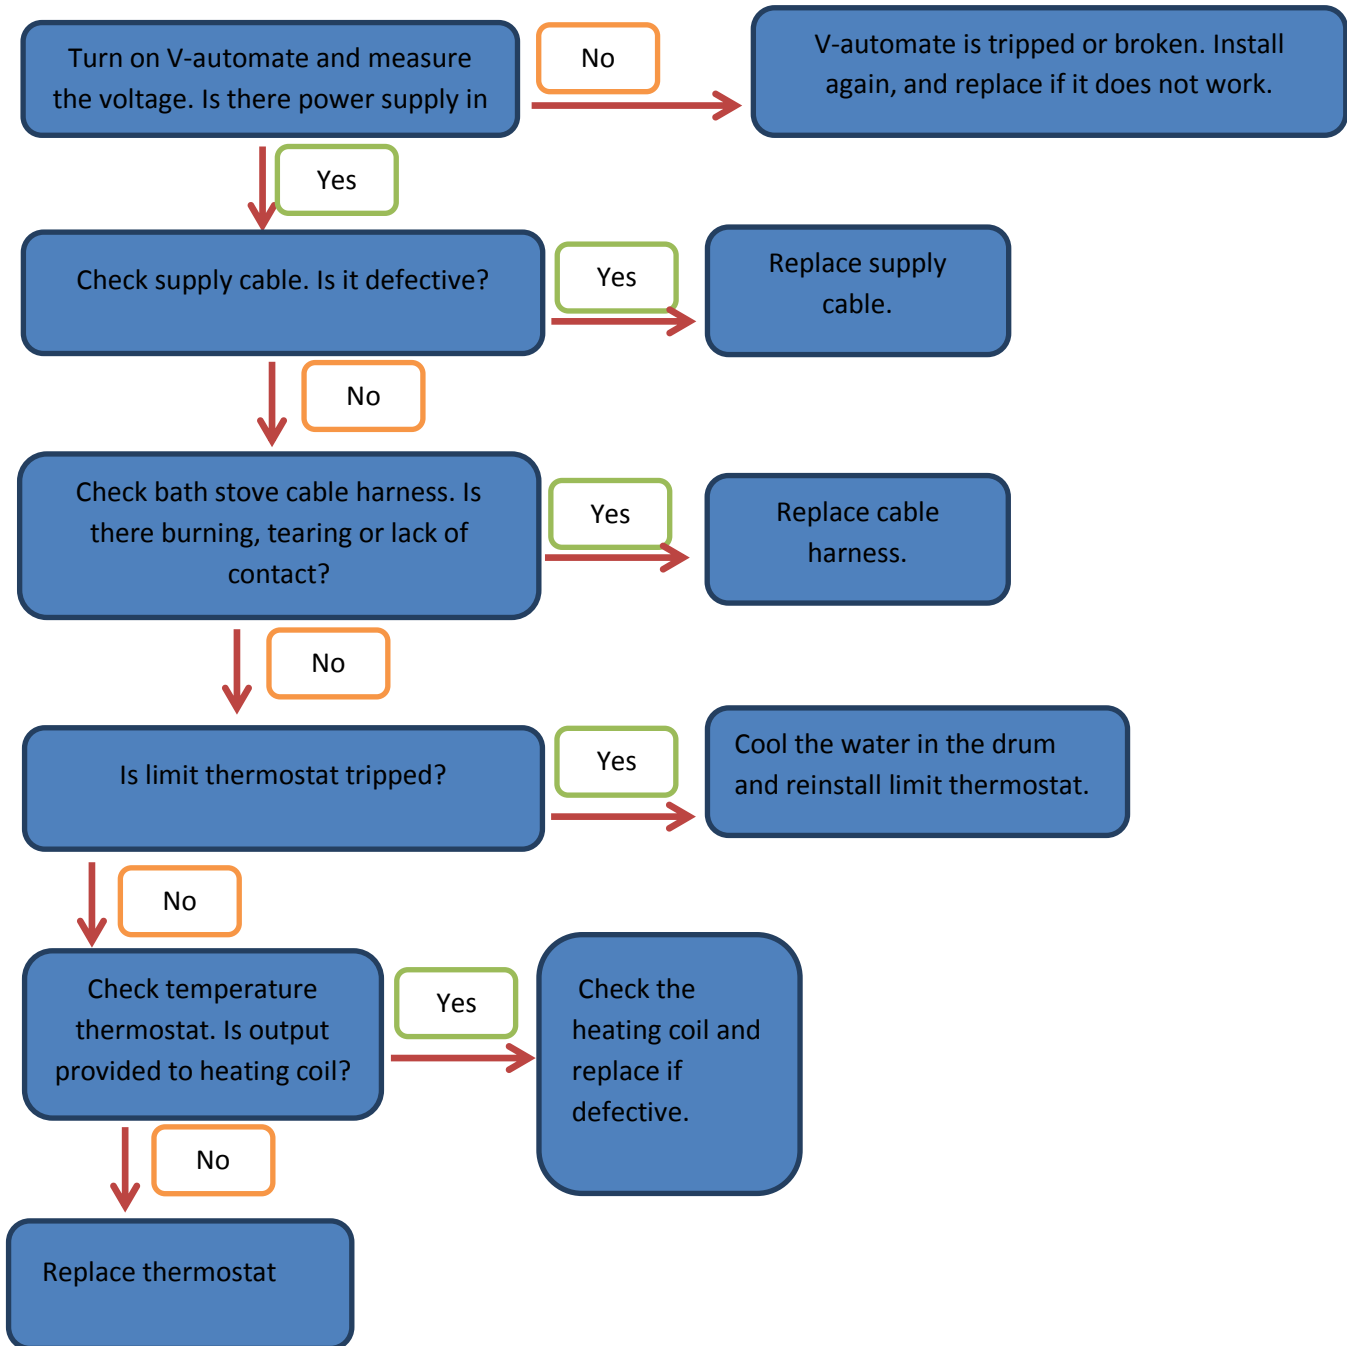 Turn on V-automate and measure
the voltage. Is there power supply in
No
V-automate is tripped or broken. Install
again, and replace if it does not work.
Yes
Check supply cable. Is it defective?
Yes
Replace supply
cable.
No
Check bath stove cable harness. Is
there burning, tearing or lack of
contact?
Yes
Replace cable
harness.
No
Is limit thermostat tripped?
Yes
Cool the water in the drum
and reinstall limit thermostat.
No
Check temperature
thermostat. Is output
provided to heating coil?
Yes
Check the
heating coil and
replace if
defective.
No
Replace thermostat